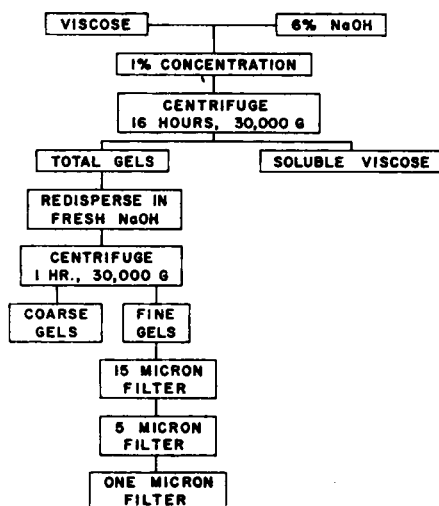 VISCOSE
6% NaOH
1% CONCENTRATION
CENTRIFUGE
16 HOURS, 30,000 G
TOTAL GELS
SOLUBLE VISCOSE
REDISPERSE IN
FRESH NaOH
CENTRIFUGE
1 HR., 30,000 G
COARSE
GELS
FINE
GELS
15 MICRON
FILTER
5 MICRON
FILTER
ONE MICRON
FILTER